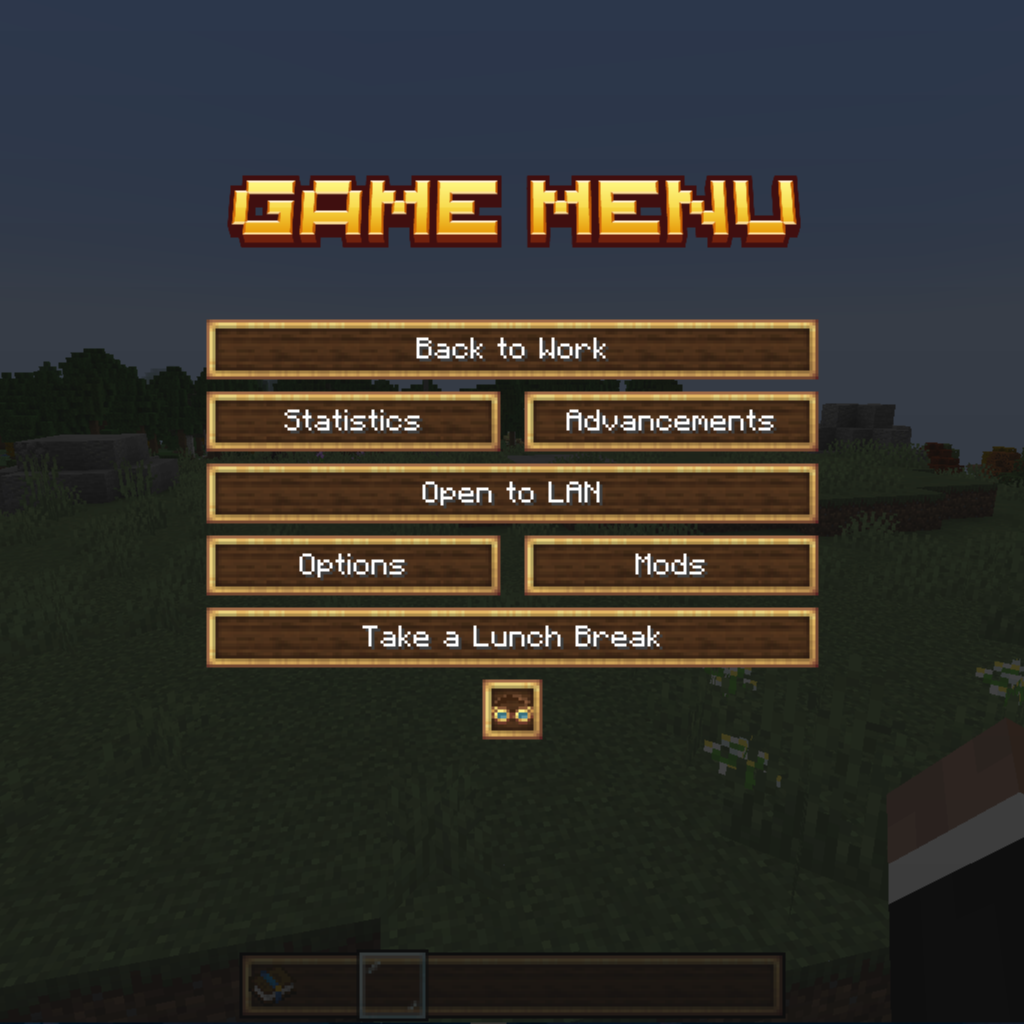 GAME MENU
Back to Work
Statistics Advancements
Open to LAN
Options Mods
Take a Lunch Break